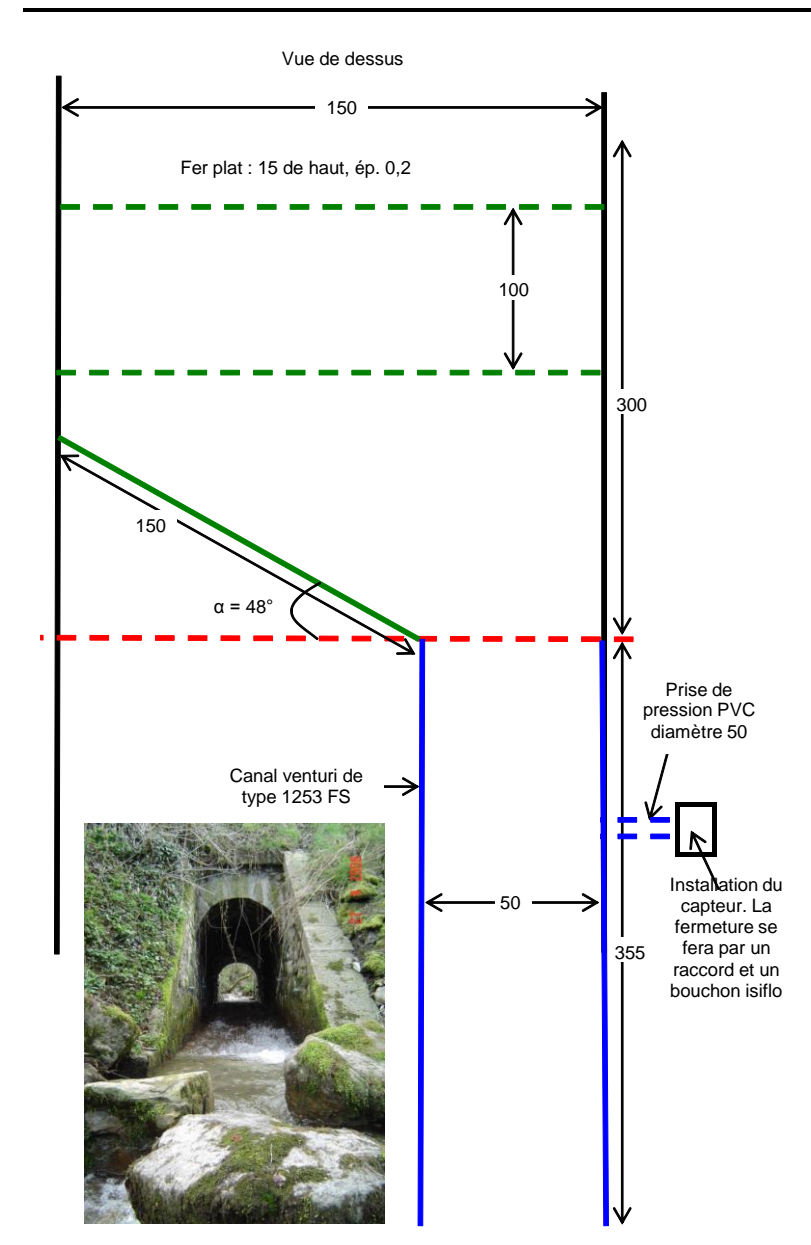 Vue de dessus
150
Fer plat : 15 de haut, ép. 0,2
100
300
150
α = 48°
Prise de
pression PVC
diamètre 50
Canal venturi de
type 1253 FS
50
Installation du
capteur. La
fermeture se
fera par un
raccord et un
bouchon isiflo
355